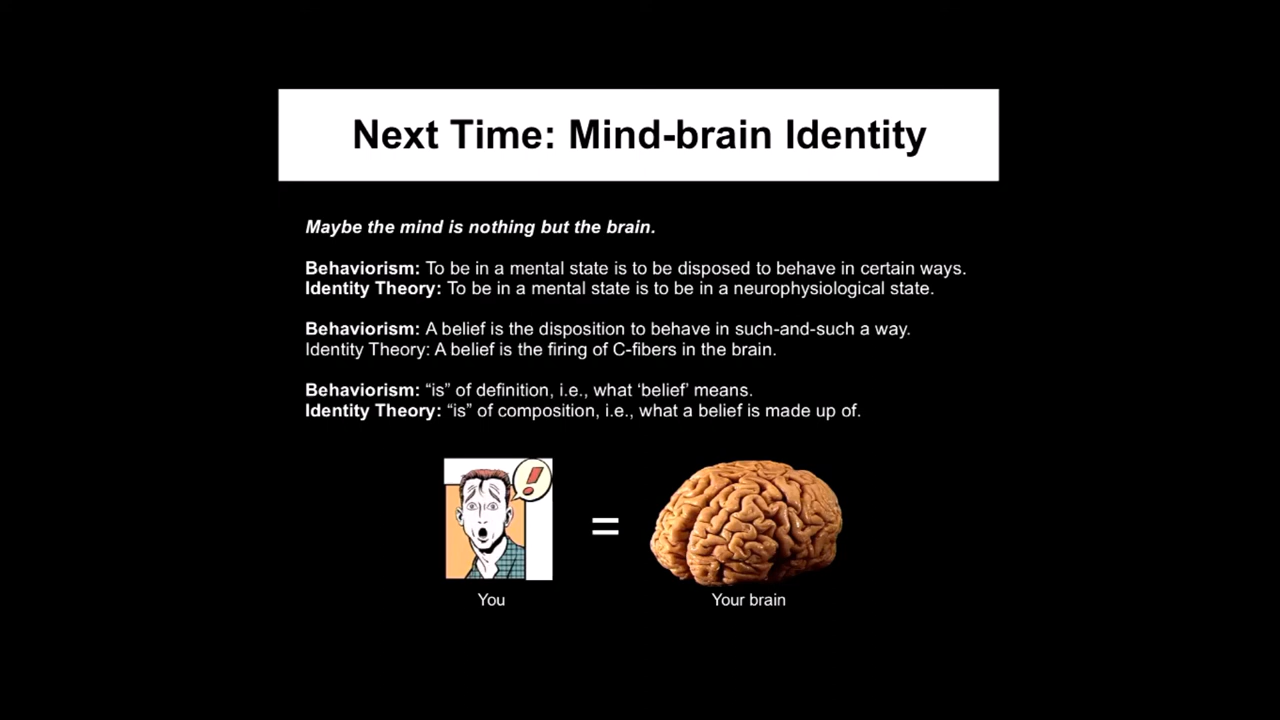 Next Time: Mind-brain Identity
Maybe the mind is nothing but the brain.
Behaviorism: To be in a mental state is to be disposed to behave in certain ways.
Identity Theory: To be in a mental state is to be in a neurophysiological state.
Behaviorism: A belief is the disposition to behave in such-and-such a way.
Identity Theory: A belief is the firing of C-fibers in the brain.
Behaviorism: “is” of definition, i.e., what ‘belief’ means.
Identity Theory: “is” of composition, i.e., what a belief is made up of.
!
=
You
Your brain